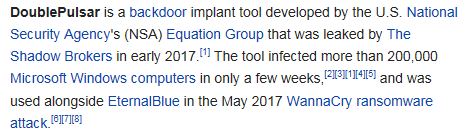 DoublePulsar is a backdoor implant tool developed by the U.S. National
Security Agency's (NSA) Equation Group that was leaked by The
Shadow Brokers in early 2017.[1] The tool infected more than 200,000
Microsoft Windows computers in only a few weeks,[2][3][1][4][5] and was
used alongside EternalBlue in the May 2017 WannaCry ransomware
attack.[6][7][8]